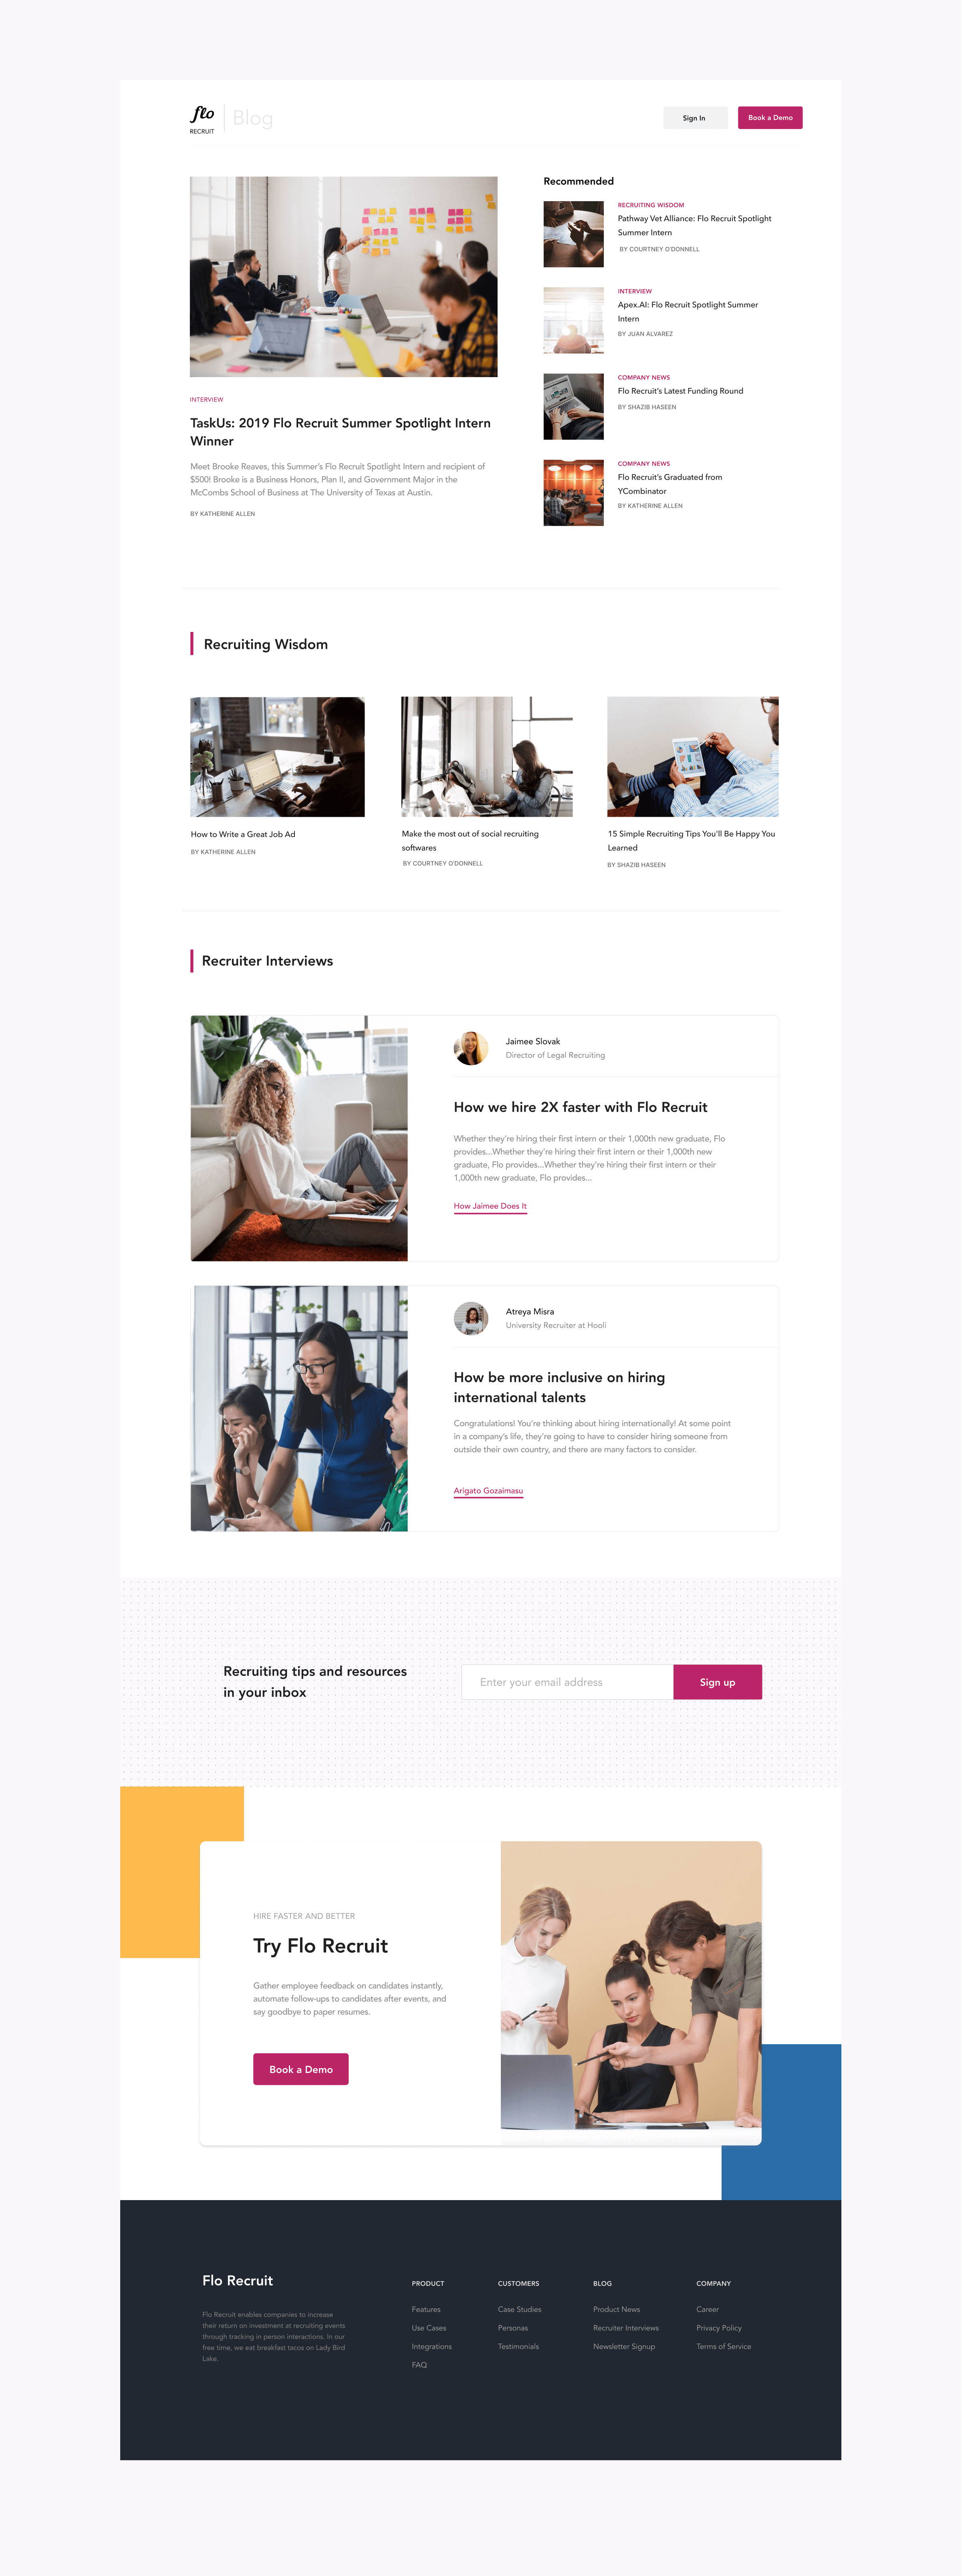 flo
RECRUIT
Blog
Sign In
Book a Demo
INTERVIEW
TaskUs: 2019 Flo Recruit Summer Spotlight Intern
Winner
Meet Brooke Reaves, this Summer's Flo Recruit Spotlight Intern and recipient of
$500! Brooke is a Business Honors, Plan II, and Government Major in the
McCombs School of Business at The University of Texas at Austin.
BY KATHERINE ALLEN
Recommended
RECRUITING WISDOM
Pathway Vet Alliance: Flo Recruit Spotlight
Summer Intern
BY COURTNEY O'DONNELL
INTERVIEW
Apex.AI: Flo Recruit Spotlight Summer
Intern
BY JUAN ALVAREZ
COMPANY NEWS
Flo Recruit's Latest Funding Round
BY SHAZIB HASEEN
COMPANY NEWS
Flo Recruit's Graduated from
YCombinator
BY KATHERINE ALLEN
Recruiting Wisdom
How to Write a Great Job Ad
BY KATHERINE ALLEN
Make the most out of social recruiting
softwares
BY COURTNEY O'DONNELL
15 Simple Recruiting Tips You'll Be Happy You
Learned
BY SHAZIB HASEEN
Recruiter Interviews
Jaimee Slovak
Director of Legal Recruiting
How we hire 2X faster with Flo Recruit
Whether they're hiring their first intern or their 1,000th new graduate, Flo
provides...Whether they're hiring their first intern or their 1,000th new
graduate, Flo provides...Whether they're hiring their first intern or their
1,000th new graduate, Flo provides...
How Jaimee Does It
Atreya Misra
University Recruiter at Hooli
How be more inclusive on hiring
international talents
Congratulations! You're thinking about hiring internationally! At some point
in a company's life, they're going to have to consider hiring someone from
outside their own country, and there are many factors to consider.
Arigato Gozaimasu
Recruiting tips and resources
in your inbox
Enter your email address
Sign up
HIRE FASTER AND BETTER
Try Flo Recruit
Gather employee feedback on candidates instantly,
automate follow-ups to candidates after events, and
say goodbye to paper resumes.
Book a Demo
Flo Recruit
Flo Recruit enables companies to increase
their return on investment at recruiting events
through tracking in person interactions. In our
free time, we eat breakfast tacos on Lady Bird
Lake.
PRODUCT
Features
Use Cases
Integrations
FAQ
CUSTOMERS
Case Studies
Personas
Testimonials
BLOG
Product News
Recruiter Interviews
Newsletter Signup
COMPANY
Career
Privacy Policy
Terms of Service